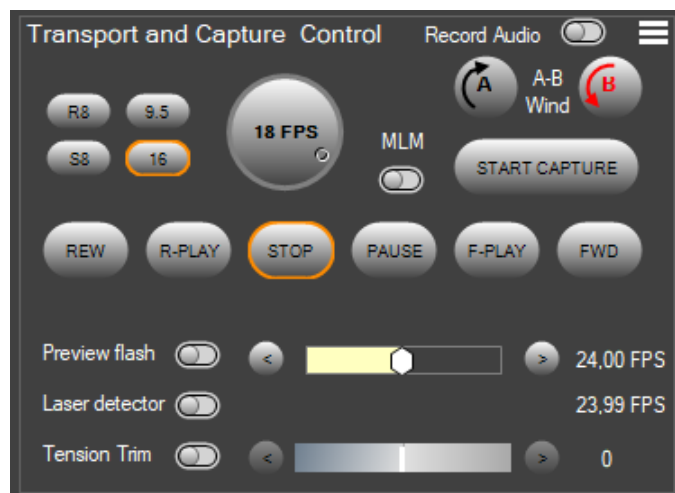 Transport and Capture Control
Record Audio
A
A-B
Wind
B
R8
9.5
18 FPS
MLM
S8
16
START CAPTURE
REW
R-PLAY
STOP
PAUSE
F-PLAY
FWD
Preview flash
<
>
24,00 FPS
Laser detector
23,99 FPS
Tension Trim
<
>
0